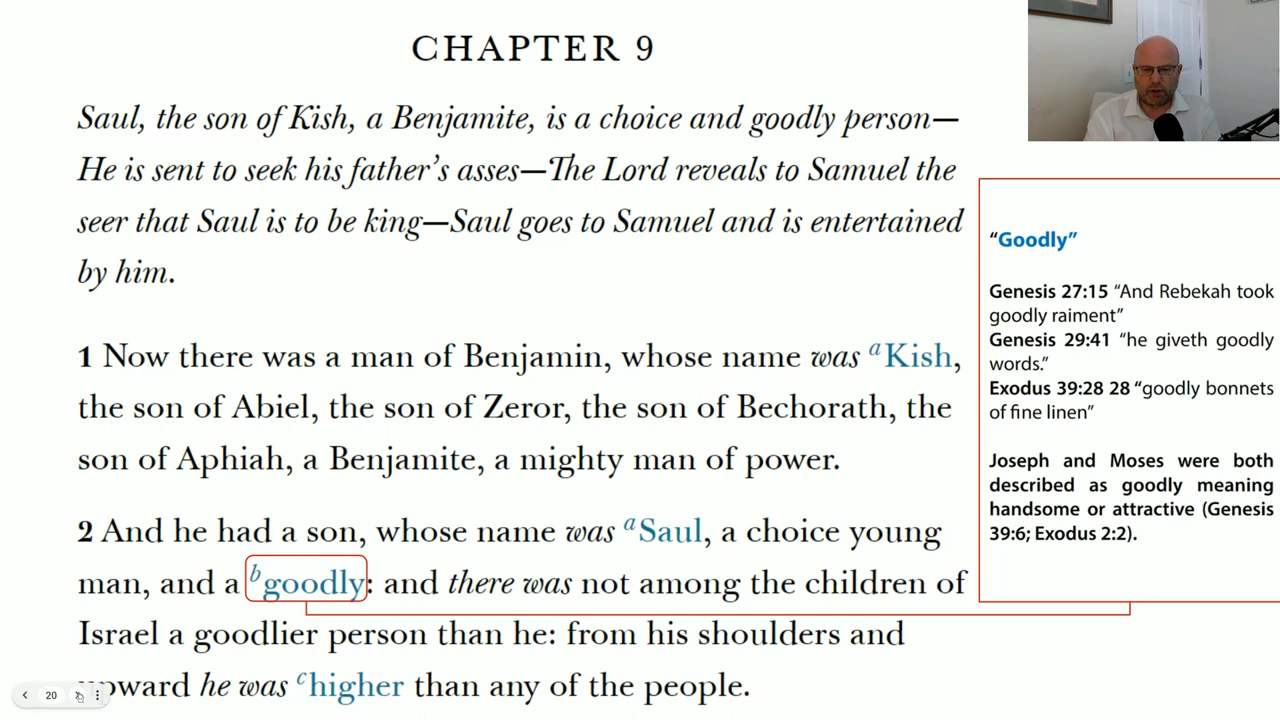 CHAPTER 9
Saul, the son of Kish, a Benjamite, is a choice and goodly person—
He is sent to seek his father’s asses—The Lord reveals to Samuel the
seer that Saul is to be king—Saul goes to Samuel and is entertained
by him.
1 Now there was a man of Benjamin, whose name was aKish,
the son of Abiel, the son of Zeror, the son of Bechorath, the
son of Aphiah, a Benjamite, a mighty man of power.
2 And he had a son, whose name was aSaul, a choice young
man, and a bgoodly: and there was not among the children of
Israel a goodlier person than he: from his shoulders and
upward he was chigher than any of the people.
“Goodly”
Genesis 27:15 “And Rebekah took
goodly raiment”
Genesis 29:41 “he giveth goodly
words.”
Exodus 39:28 28 “goodly bonnets
of fine linen”
Joseph and Moses were both
described as goodly meaning
handsome or attractive (Genesis
39:6; Exodus 2:2).
20